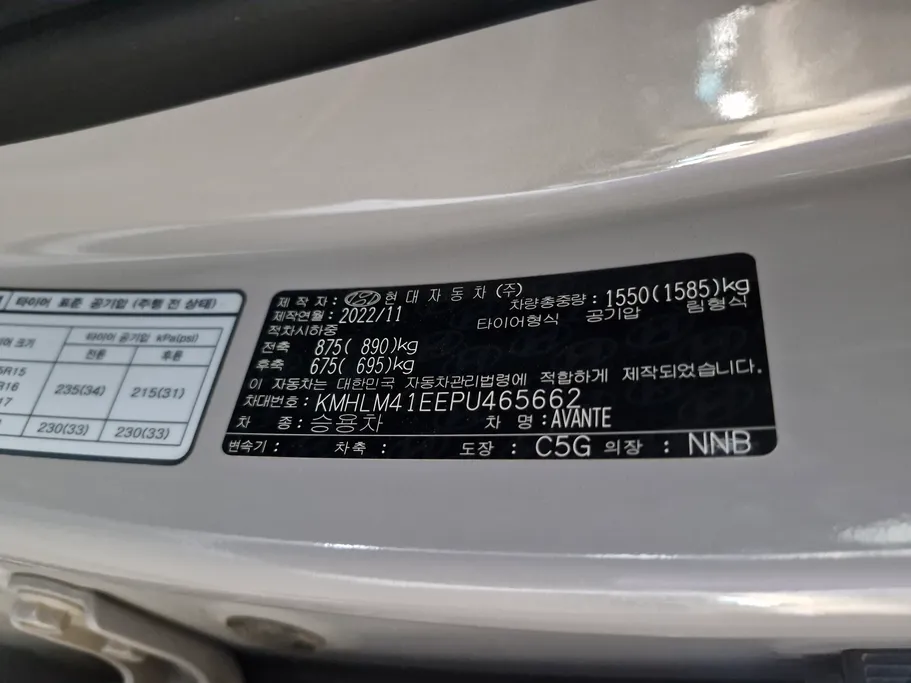 타이어 표준 공기압 (주행 전 상태)
크기 타이어 공기압 kPa(psi)
전륜 후륜
R15
R16 235(34) 215(31)
17
230(33) 230(33)
제 작 자 : 현대자동차(주)
제작연월 : 2022/11 차량총중량 : 1550(1585)kg
적차시하중 타이어형식 공기압 림형식
전축 875( 890)kg
후축 675( 695)kg
이 자동차는 대한민국 자동차관리법령에 적합하게 제작되었습니다.
차대번호 : KMHLM41EEPU465662
차 종 : 승용차 차 명 : AVANTE
변속기 : 차축 : 도장 : C5G 의장 : NNB